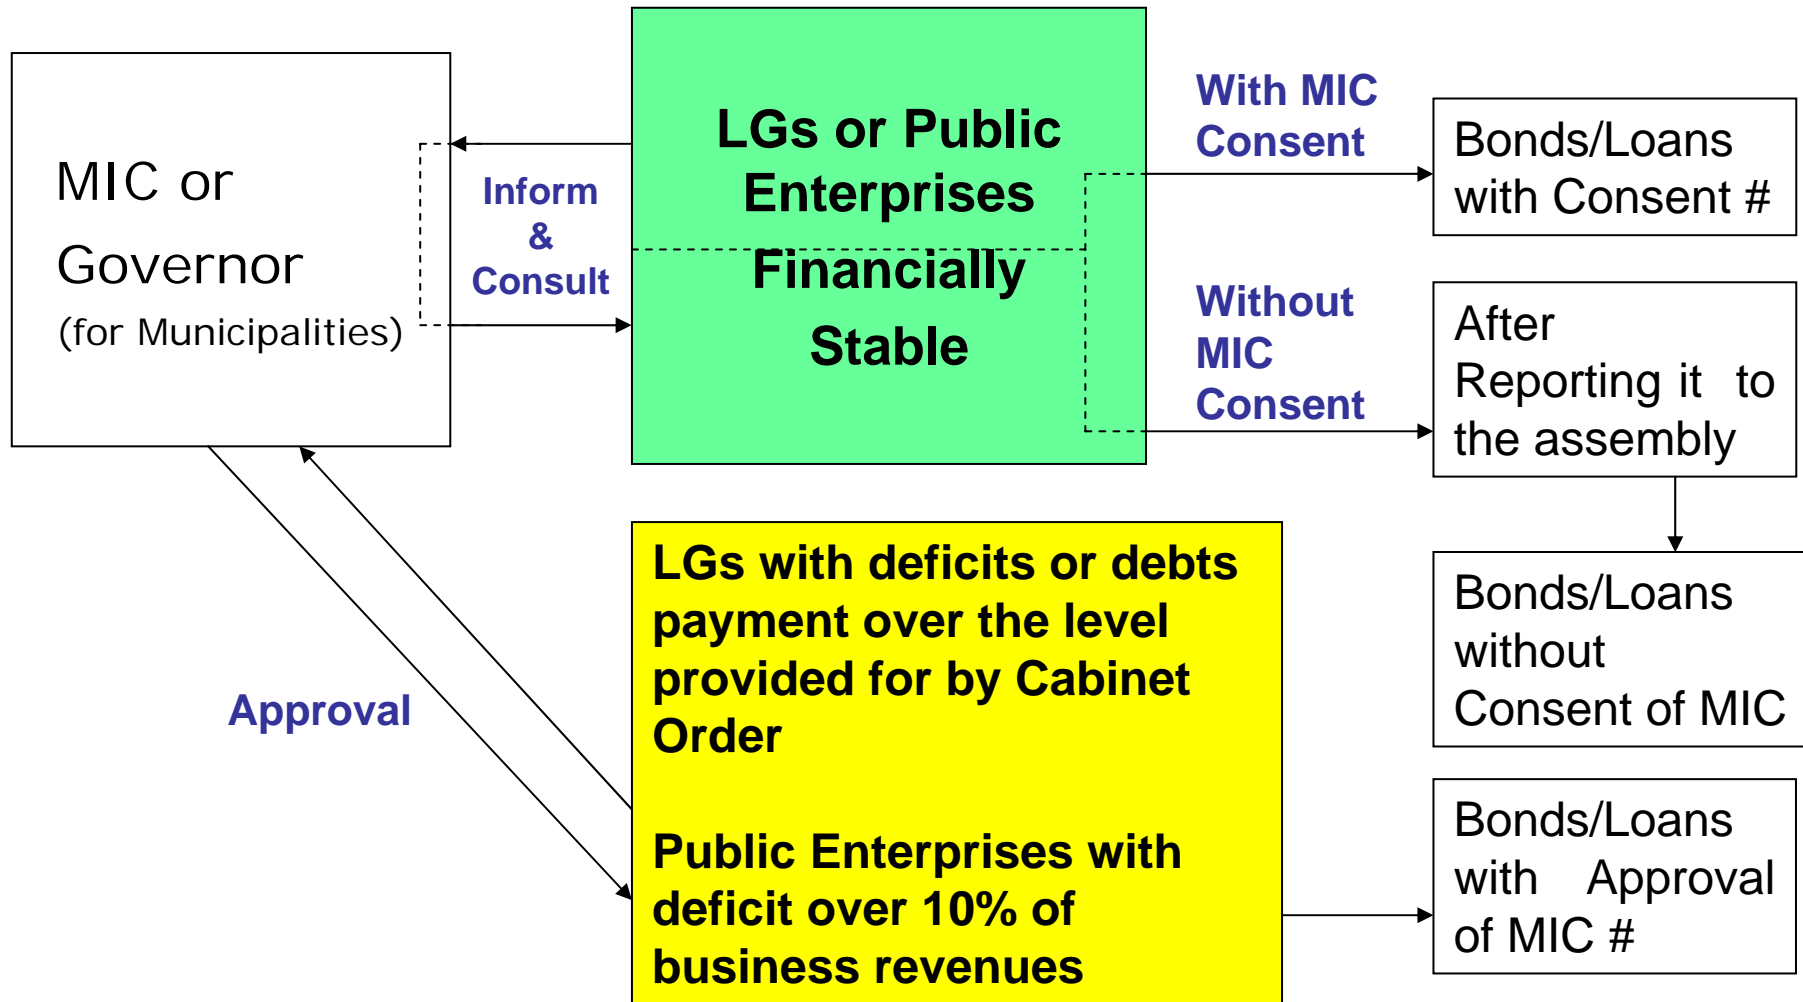 MIC or
Governor
(for Municipalities)
Inform
&
Consult
LGs or Public
Enterprises
Financially
Stable
With MIC
Consent
Bonds/Loans
with Consent #
Without
MIC
Consent
After
Reporting it to
the assembly
Bonds/Loans
without
Consent of MIC
Approval
LGs with deficits or debts
payment over the level
provided for by Cabinet
Order
Public Enterprises with
deficit over 10% of
business revenues
Bonds/Loans
with Approval
of MIC #